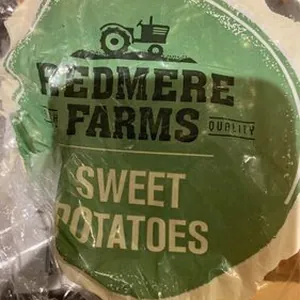 REDMERE
FARMS
QUALITY
SWEET
POTATOES